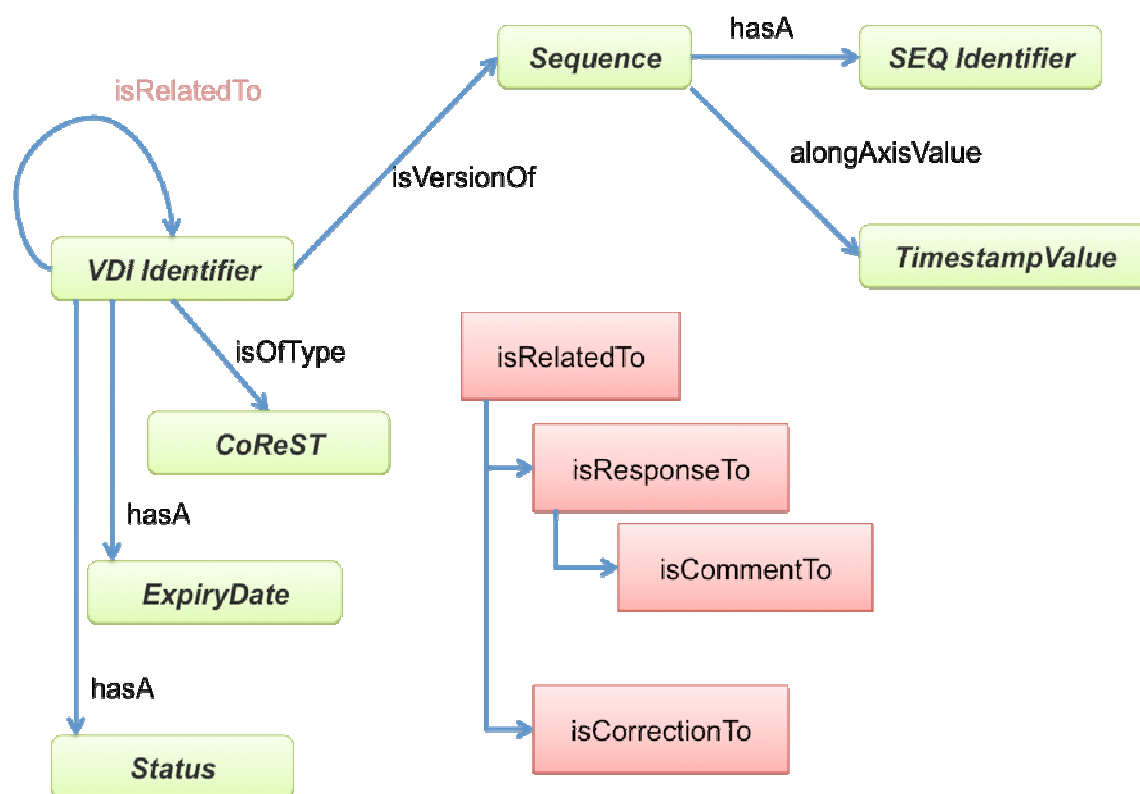 hasA
Sequence
SEQ Identifier
isRelatedTo
alongAxisValue
isVersionOf
VDI Identifier
TimestampValue
isOfType
isRelatedTo
CoReST
isResponseTo
hasA
isCommentTo
ExpiryDate
hasA
isCorrectionTo
Status